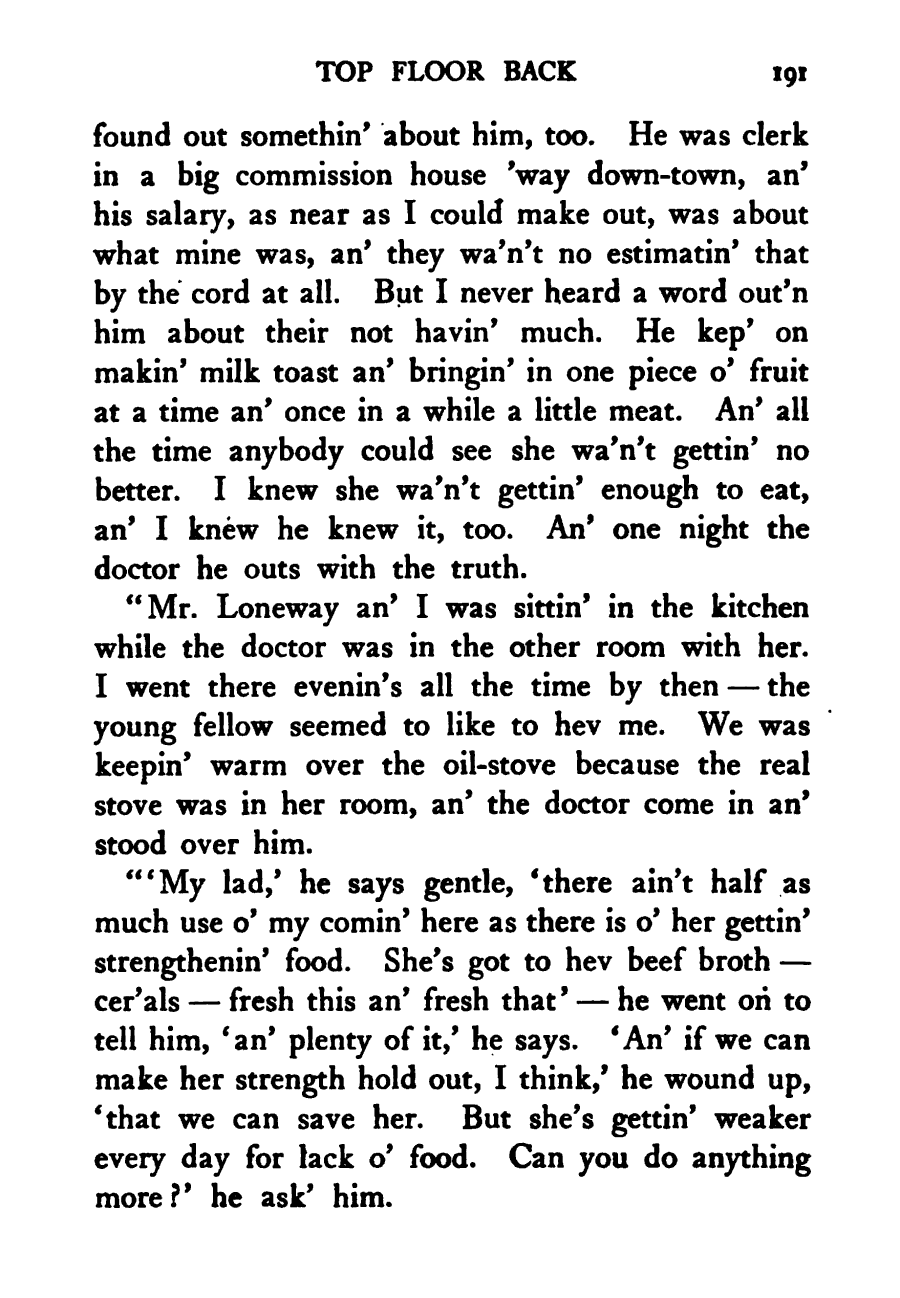 TOP FLOOR BACK 191
found out somethin' about him, too. He was clerk
in a big commission house 'way down-town, an'
his salary, as near as I could make out, was about
what mine was, an' they wa'n't no estimatin' that
by the cord at all. But I never heard a word out'n
him about their not havin' much. He kep' on
makin' milk toast an' bringin' in one piece o' fruit
at a time an' once in a while a little meat. An' all
the time anybody could see she wa'n't gettin' no
better. I knew she wa'n't gettin' enough to eat,
an' I knew he knew it, too. An' one night the
doctor he outs with the truth.
"Mr. Loneway an' I was sittin' in the kitchen
while the doctor was in the other room with her.
I went there evenin's all the time by then — the
young fellow seemed to like to hev me. We was
keepin' warm over the oil-stove because the real
stove was in her room, an' the doctor come in an'
stood over him.
"'My lad,' he says gentle, 'there ain't half as
much use o' my comin' here as there is o' her gettin'
strengthenin' food. She's got to hev beef broth —
cer'als — fresh this an' fresh that' — he went on to
tell him, 'an' plenty of it,' he says. 'An' if we can
make her strength hold out, I think,' he wound up,
'that we can save her. But she's gettin' weaker
every day for lack o' food. Can you do anything
more?' he ask' him.